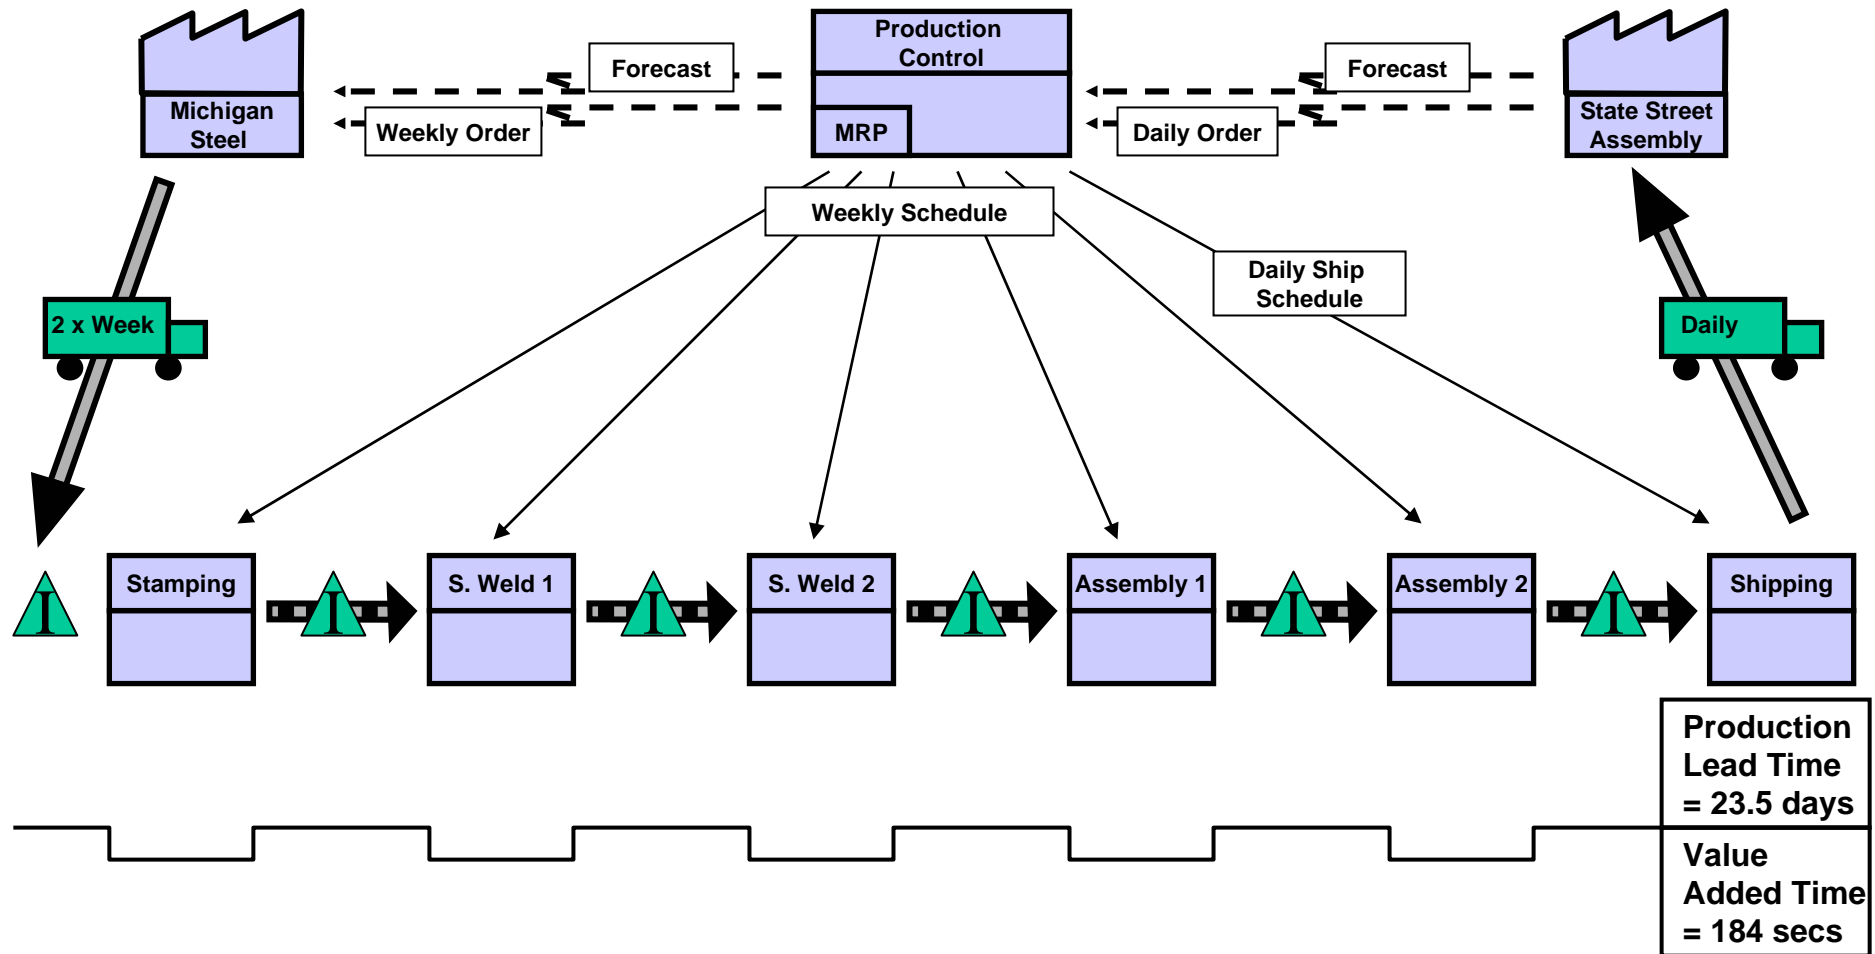 Production
Control
MRP
Forecast
Weekly Order
Forecast
Daily Order
Michigan
Steel
State Street
Assembly
Weekly Schedule
Daily Ship
Schedule
2 x Week
Daily
I
Stamping
I
S. Weld 1
I
S. Weld 2
I
Assembly 1
I
Assembly 2
I
Shipping
Production
Lead Time
= 23.5 days
Value
Added Time
= 184 secs